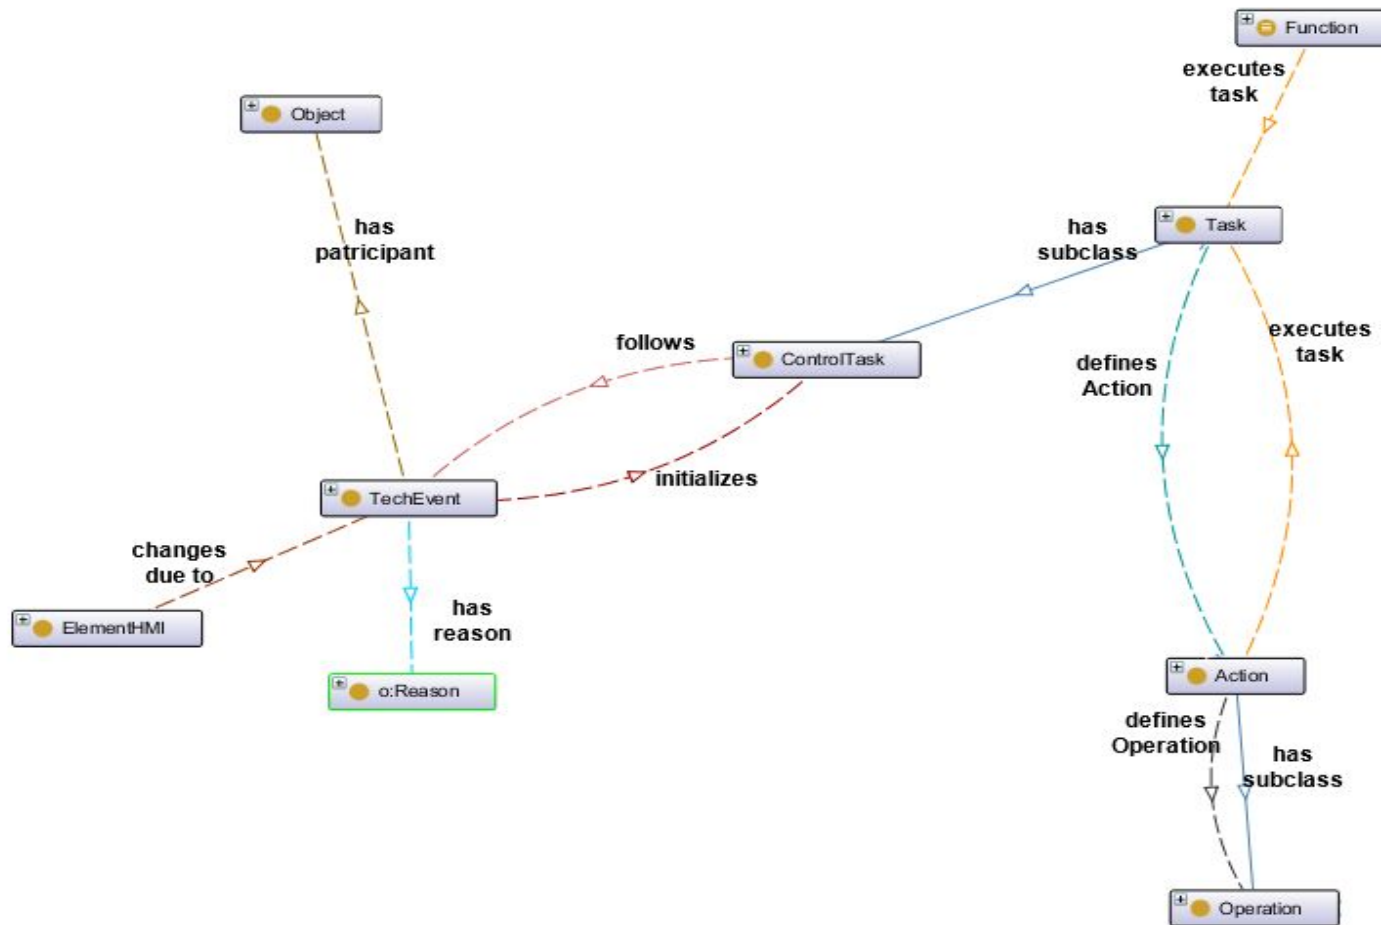 Function
executes
task
Object
has
patricipant
Task
has
subclass
follows
ControlTask
defines
Action
executes
task
TechEvent
initializes
changes
due to
ElementHMI
has
reason
o:Reason
Action
defines
Operation
has
subclass
Operation